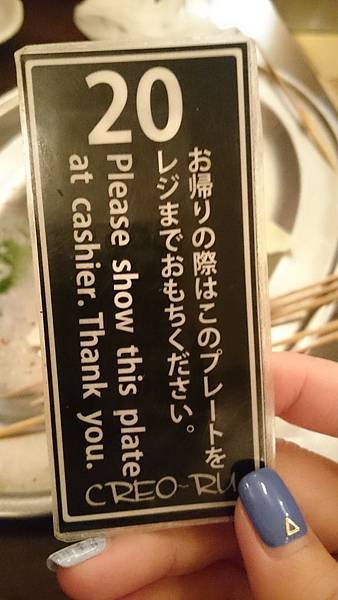 20
お帰りの際はこのプレートを
レジまでおもちください。
Please show this plate
at cashier. Thank you.
CREO-RU